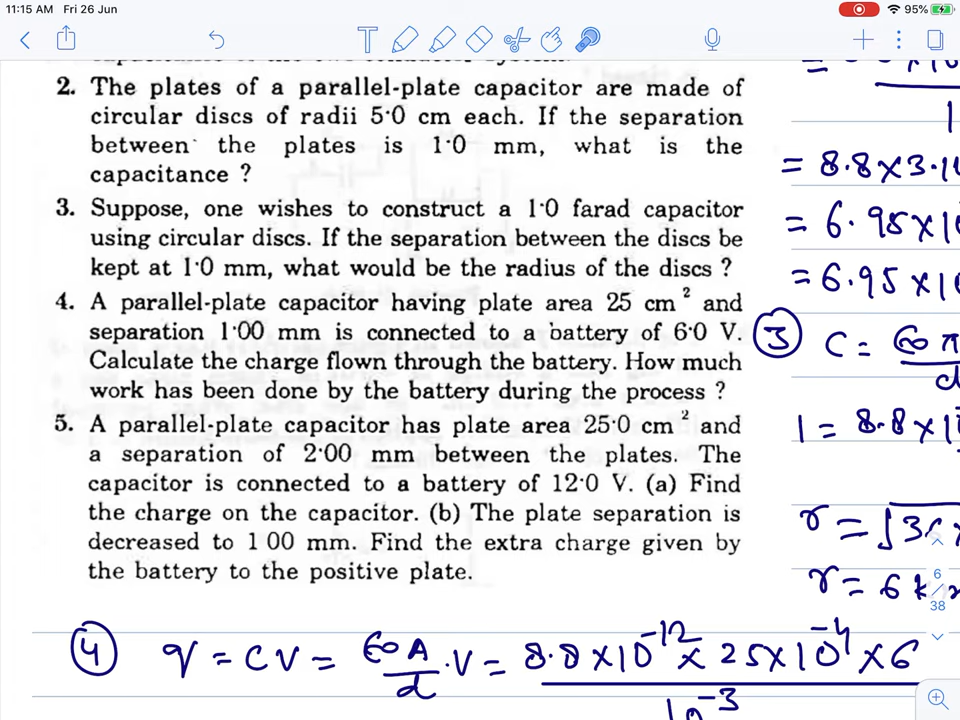 11:15 AM Fri 26 Jun
95%
2. The plates of a parallel-plate capacitor are made of
circular discs of radii 5·0 cm each. If the separation
between the plates is 1·0 mm, what is the
capacitance ?
3. Suppose, one wishes to construct a 1·0 farad capacitor
using circular discs. If the separation between the discs be
kept at 1·0 mm, what would be the radius of the discs ?
4. A parallel-plate capacitor having plate area 25 cm² and
separation 1·00 mm is connected to a battery of 6·0 V.
Calculate the charge flown through the battery. How much
work has been done by the battery during the process ?
5. A parallel-plate capacitor has plate area 25·0 cm² and
a separation of 2·00 mm between the plates. The
capacitor is connected to a battery of 12·0 V. (a) Find
the charge on the capacitor. (b) The plate separation is
decreased to 1 00 mm. Find the extra charge given by
the battery to the positive plate.
1
= 8.8 × 3.1
= 6.95 × 10
= 6.95 × 10
3 C = ε0 π
d
1 = 8.8 × 1
r =
r = 6 k
6
38
4 q = CV = ε0 A / d . V = 8.8 × 10⁻¹² × 25 × 10⁻⁴ × 6
10⁻³